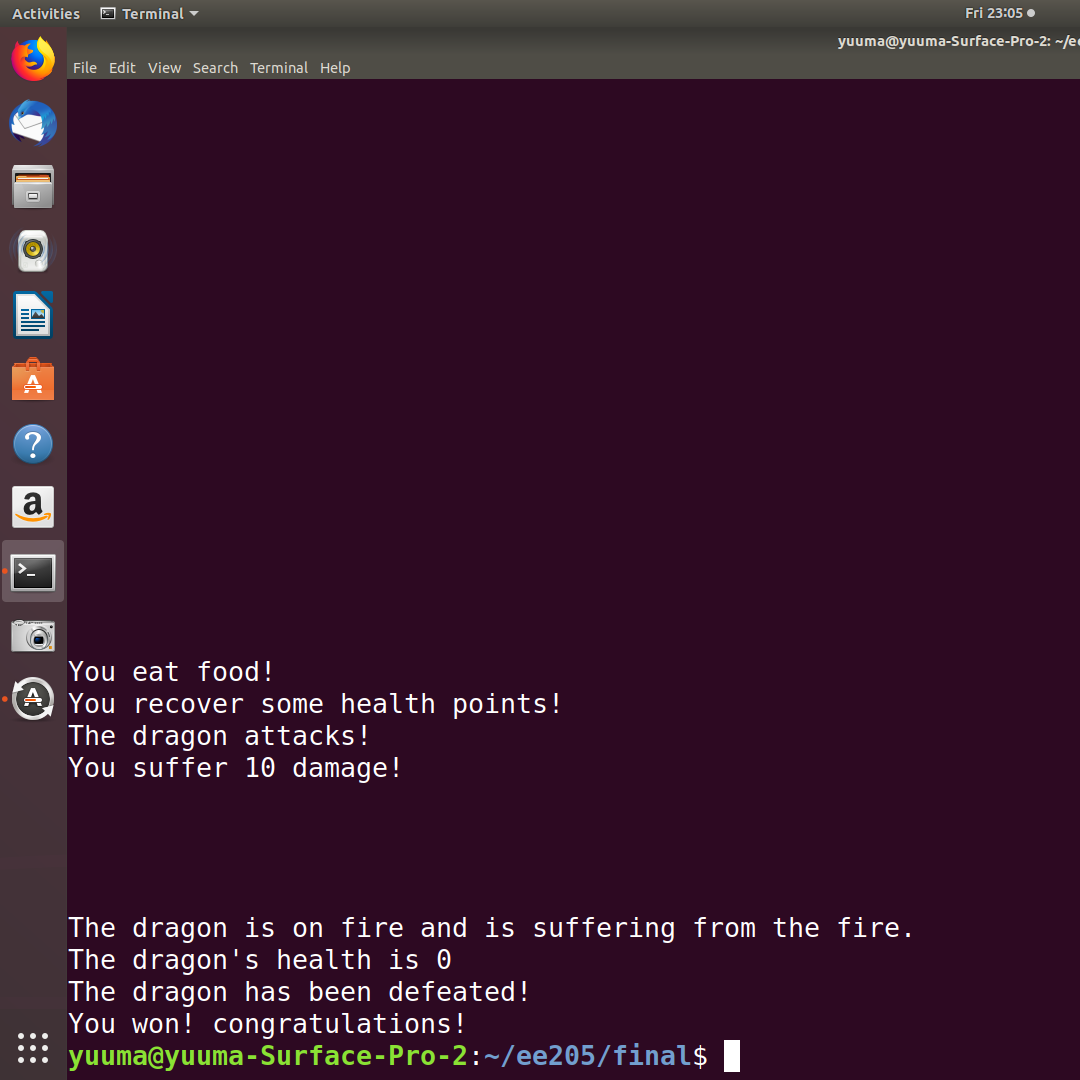 Activities Terminal Fri 23:05
yuuma@yuuma-Surface-Pro-2: ~/ee
File Edit View Search Terminal Help
You eat food!
You recover some health points!
The dragon attacks!
You suffer 10 damage!
The dragon is on fire and is suffering from the fire.
The dragon's health is 0
The dragon has been defeated!
You won! congratulations!
yuuma@yuuma-Surface-Pro-2:~/ee205/final$